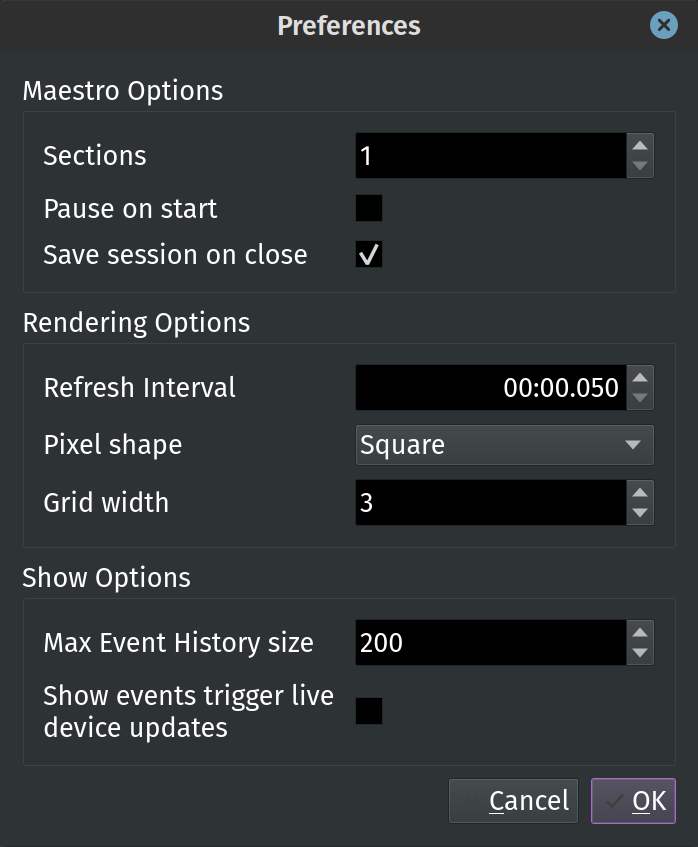 Preferences
Maestro Options
Sections 1
Pause on start
Save session on close
Rendering Options
Refresh Interval 00:00.050
Pixel shape Square
Grid width 3
Show Options
Max Event History size 200
Show events trigger live
device updates
Cancel OK